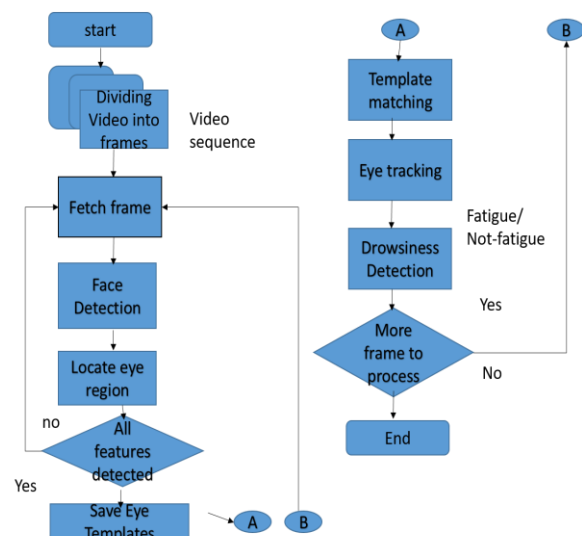 start
Dividing
Video into
frames
Video
sequence
Fetch frame
Face
Detection
Locate eye
region
no
All
features
detected
Yes
Save Eye
Templates
A
B
A
B
Template
matching
Eye tracking
Fatigue/
Not-fatigue
Drowsiness
Detection
Yes
More
frame to
process
No
End